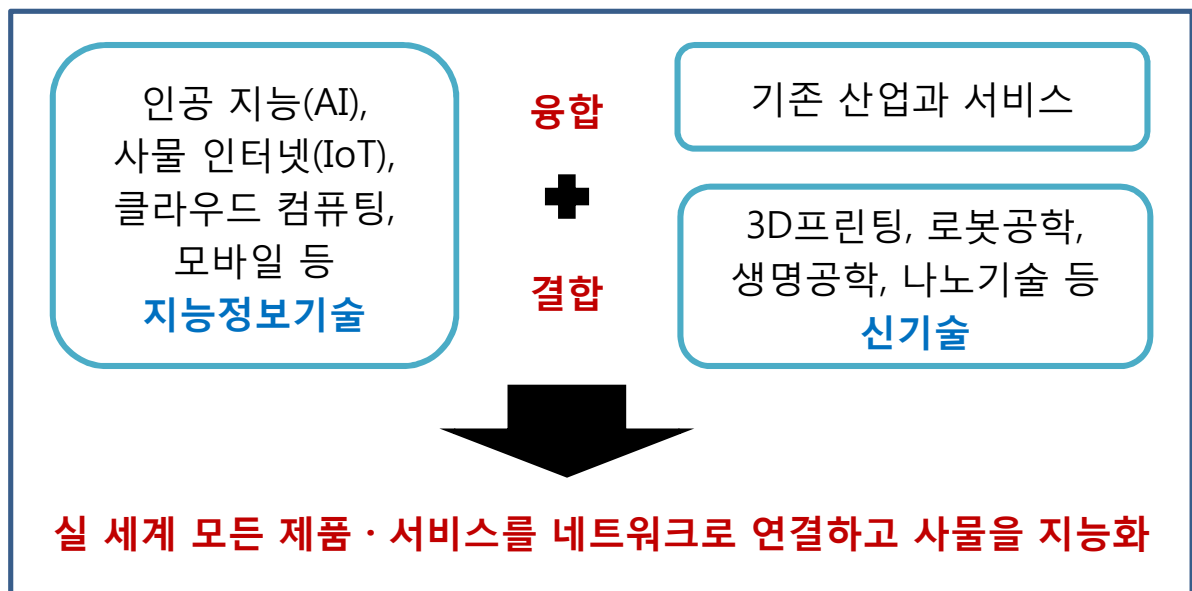 인공 지능(AI),
사물 인터넷(IoT),
클라우드 컴퓨팅,
모바일 등
지능정보기술
융합
결합
기존 산업과 서비스
3D프린팅, 로봇공학,
생명공학, 나노기술 등
신기술
실 세계 모든 제품 · 서비스를 네트워크로 연결하고 사물을 지능화